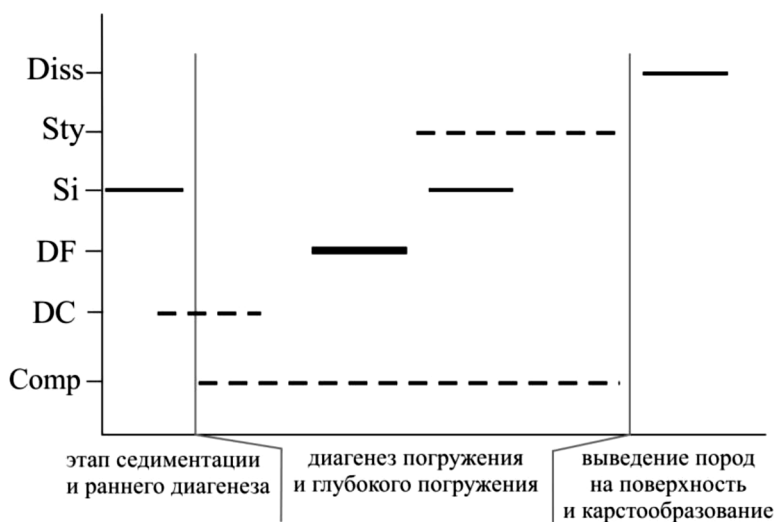 Diss
Sty
Si
DF
DC
Comp
этап седиментации
и раннего диагенеза
диагенез погружения
и глубокого погружения
выведение пород
на поверхность
и карстообразование